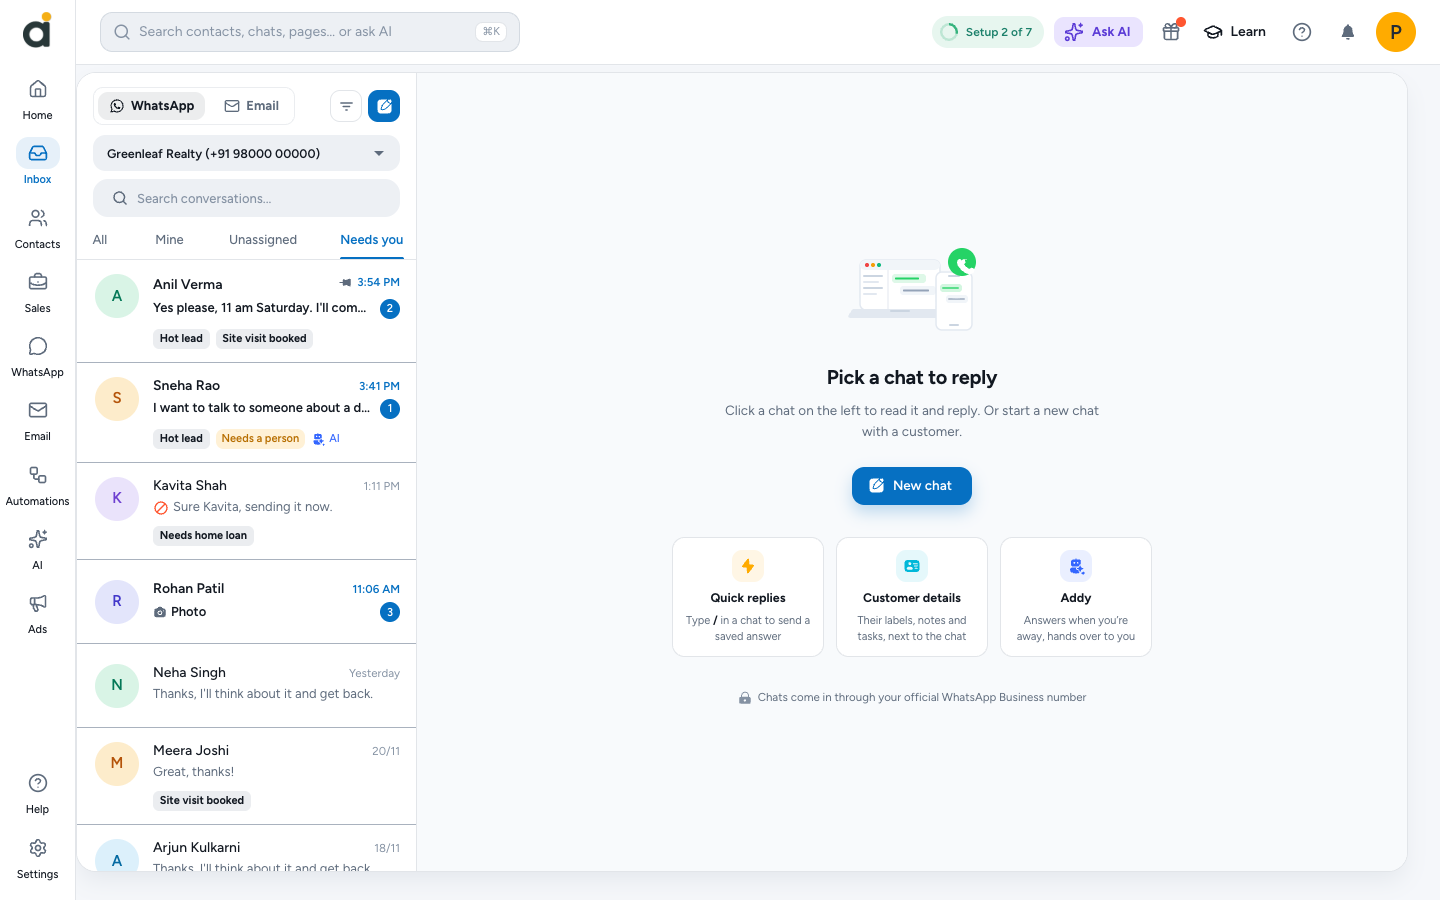 Search contacts, chats, pages... or ask AI
⌘K
Setup 2 of 7
Ask AI
Learn
P
Home
Inbox
Contacts
Sales
WhatsApp
Email
Automations
AI
Ads
Help
Settings
WhatsApp
Email
Greenleaf Realty (+91 98000 00000)
Search conversations...
All
Mine
Unassigned
Needs you
A
Anil Verma
3:54 PM
Yes please, 11 am Saturday. I'll com...
2
Hot lead
Site visit booked
S
Sneha Rao
3:41 PM
I want to talk to someone about a d...
1
Hot lead
Needs a person
AI
K
Kavita Shah
1:11 PM
Sure Kavita, sending it now.
Needs home loan
R
Rohan Patil
11:06 AM
Photo
3
N
Neha Singh
Yesterday
Thanks, I'll think about it and get back.
M
Meera Joshi
20/11
Great, thanks!
Site visit booked
A
Arjun Kulkarni
18/11
Thanks, I'll think about it and get back.
Pick a chat to reply
Click a chat on the left to read it and reply. Or start a new chat
with a customer.
New chat
Quick replies
Type / in a chat to send a
saved answer
Customer details
Their labels, notes and
tasks, next to the chat
Addy
Answers when you're
away, hands over to you
Chats come in through your official WhatsApp Business number